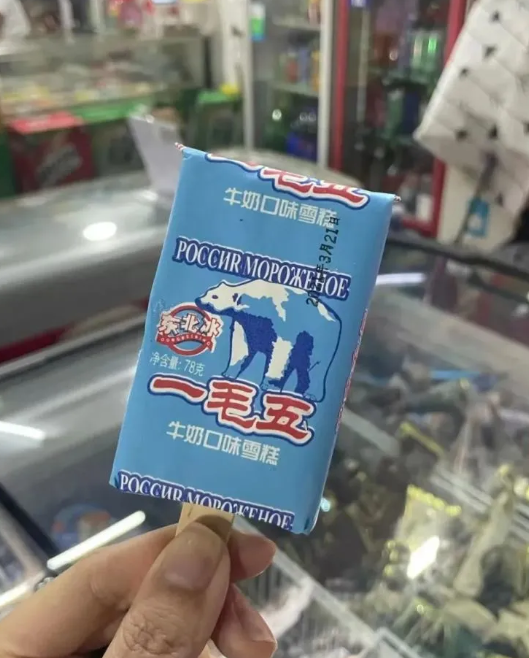 一毛五
牛奶口味雪糕
РОССИЯ МОРОЖЕНОЕ
东北冰
净含量:78克
一毛五
牛奶口味雪糕
РОССИЯ МОРОЖЕНОЕ